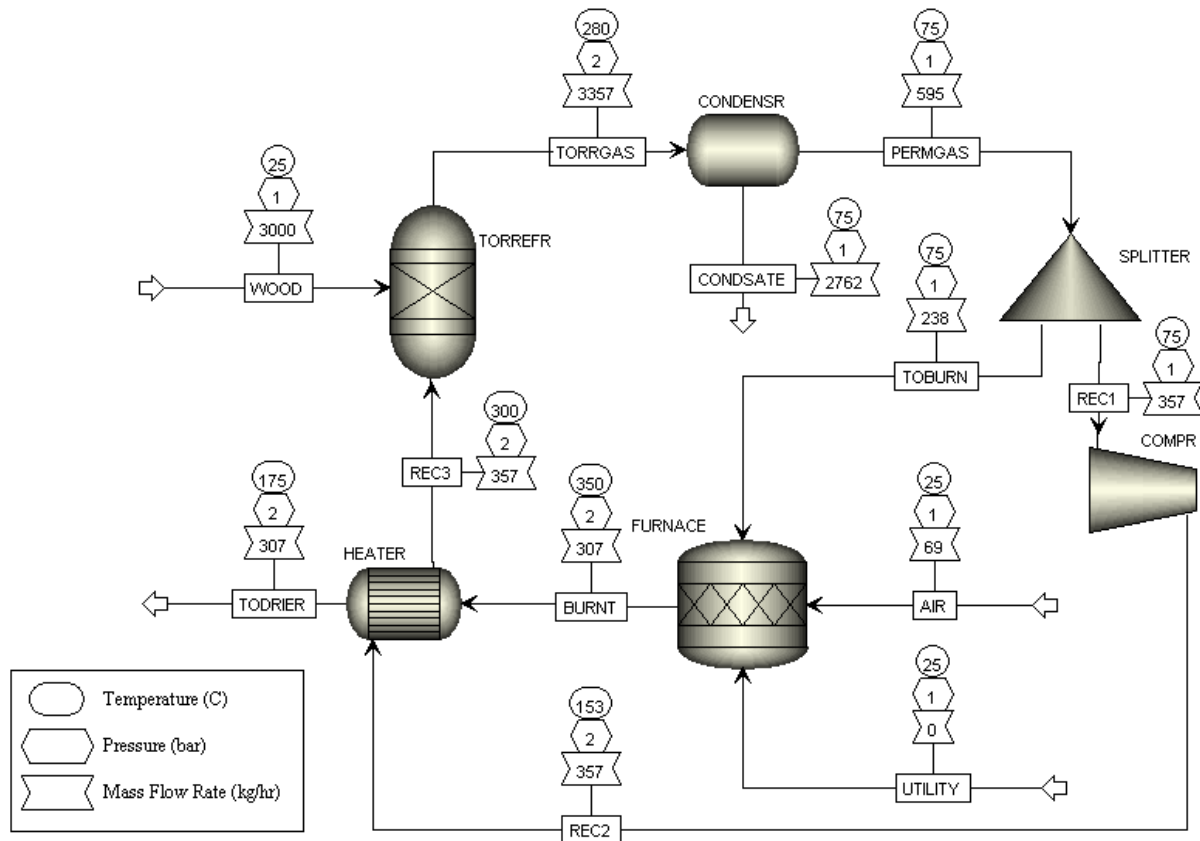 280
2
3357
TORRGAS
CONDENSR
75
1
595
PERMGAS
25
1
3000
WOOD
TORREFR
75
1
2762
CONDSATE
SPLITTER
75
1
238
TOBURN
75
1
357
REC1
COMPR
300
2
357
REC3
175
2
307
TODRIER
HEATER
350
2
307
BURNT
FURNACE
25
1
69
AIR
25
1
0
UTILITY
153
2
357
REC2
Temperature (C)
Pressure (bar)
Mass Flow Rate (kg/hr)